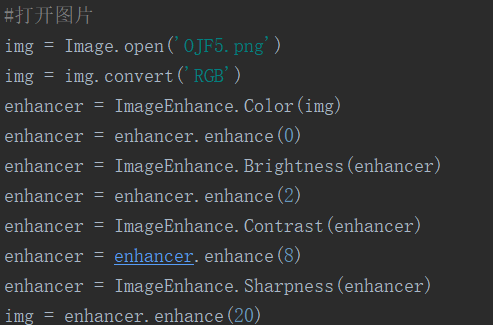 #打开图片
img = Image.open('OJF5.png')
img = img.convert('RGB')
enhancer = ImageEnhance.Color(img)
enhancer = enhancer.enhance(0)
enhancer = ImageEnhance.Brightness(enhancer)
enhancer = enhancer.enhance(2)
enhancer = ImageEnhance.Contrast(enhancer)
enhancer = enhancer.enhance(8)
enhancer = ImageEnhance.Sharpness(enhancer)
img = enhancer.enhance(20)